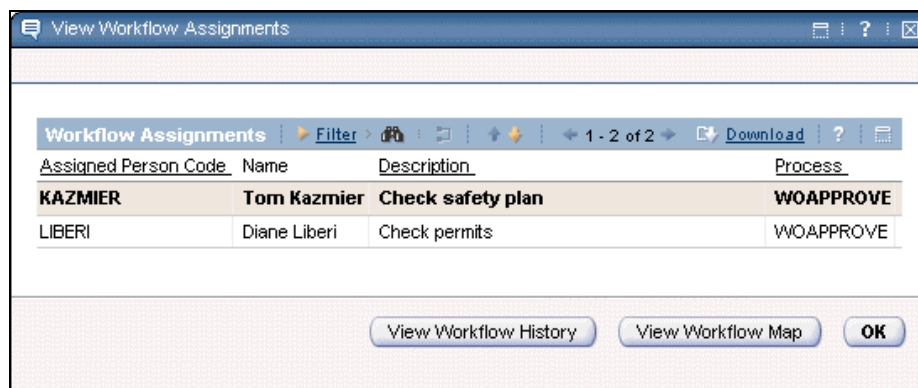 View Workflow Assignments ?
Workflow Assignments Filter 1 - 2 of 2 Download ?
Assigned Person Code Name Description Process
KAZMIER Tom Kazmier Check safety plan WOAPPROVE
LIBERI Diane Liberi Check permits WOAPPROVE
View Workflow History View Workflow Map OK